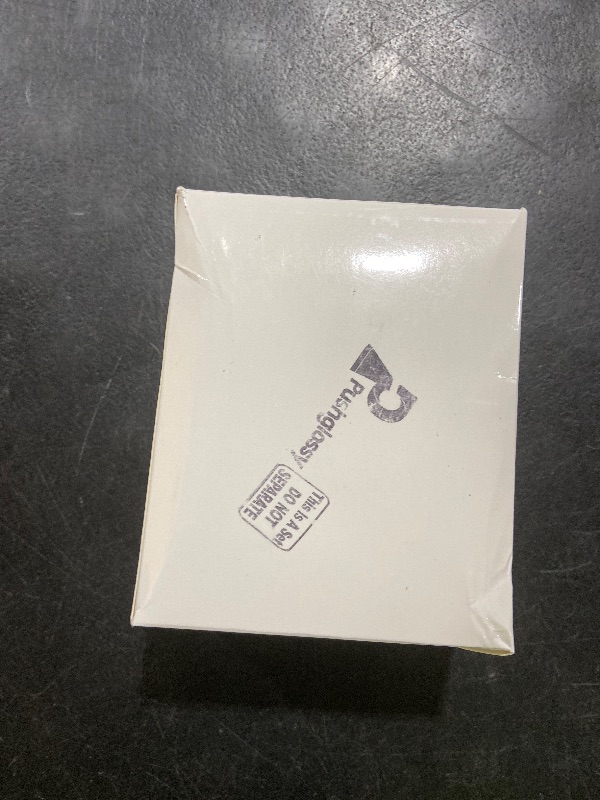 Pushglossy
This Is A Set
DO NOT
SEPARATE